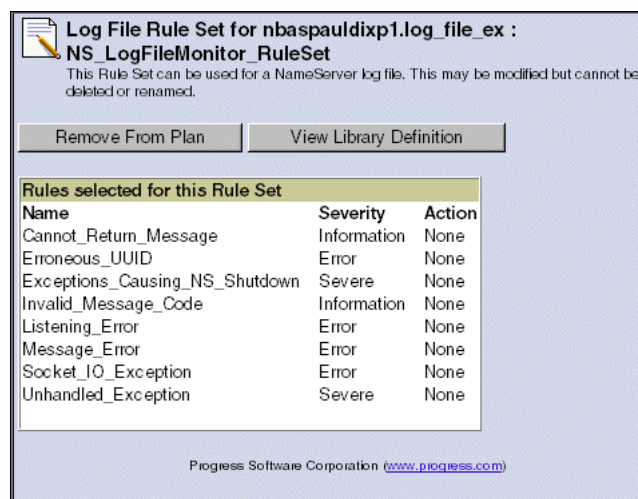 Log File Rule Set for nbaspauldixp1.log_file_ex :
NS_LogFileMonitor_RuleSet
This Rule Set can be used for a NameServer log file. This may be modified but cannot be
deleted or renamed.
Remove From Plan View Library Definition
Rules selected for this Rule Set
Name Severity Action
Cannot_Return_Message Information None
Erroneous_UUID Error None
Exceptions_Causing_NS_Shutdown Severe None
Invalid_Message_Code Information None
Listening_Error Error None
Message_Error Error None
Socket_IO_Exception Error None
Unhandled_Exception Severe None
Progress Software Corporation (www.progress.com)